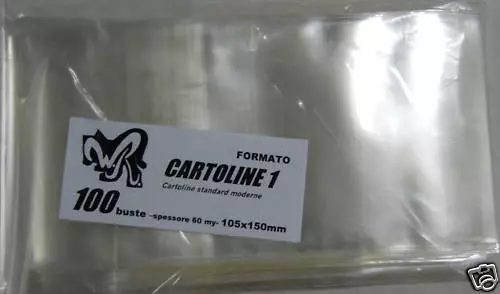 FORMATO
CARTOLINE 1
Cartoline standard moderne
100 buste -spessore 60 my- 105x150mm